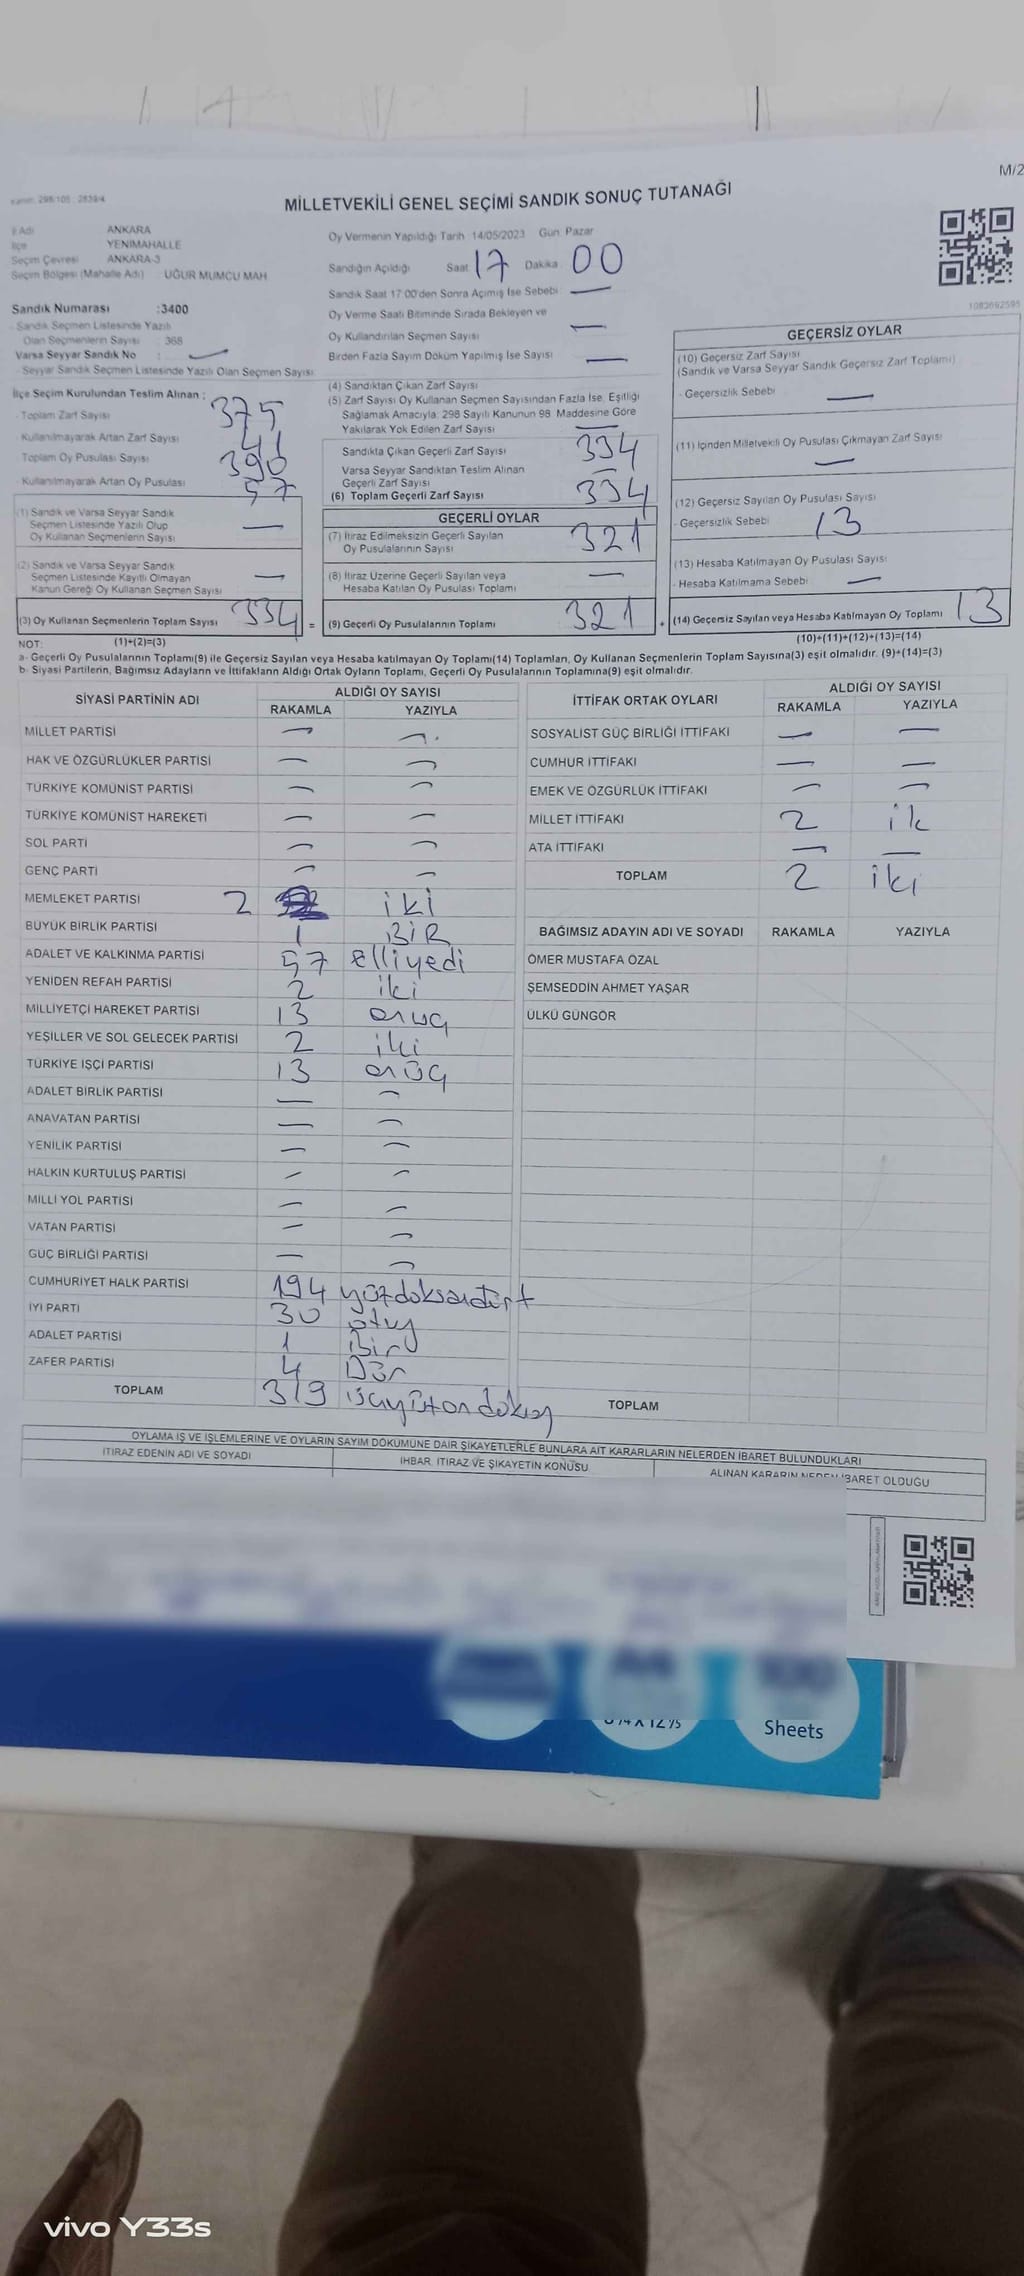 M/2
MİLLETVEKİLİ GENEL SEÇİMİ SANDIK SONUÇ TUTANAĞI
İl Adı ANKARA
İlçe YENİMAHALLE
Seçim Çevresi ANKARA-3
Seçim Bölgesi (Mahalle Adı) : UĞUR MUMCU MAH
Sandık Numarası :3400
- Sandık Seçmen Listesinde Yazılı
Olan Seçmenlerin Sayısı : 368
Varsa Seyyar Sandık No : —
- Seyyar Sandık Seçmen Listesinde Yazılı Olan Seçmen Sayısı
İlçe Seçim Kurulundan Teslim Alınan :
- Toplam Zarf Sayısı 375
- Kullanılmayarak Artan Zarf Sayısı 41
- Toplam Oy Pusulası Sayısı 390
- Kullanılmayarak Artan Oy Pusulası 57
(1) Sandık ve Varsa Seyyar Sandık
Seçmen Listesinde Yazılı Olup
Oy Kullanan Seçmenlerin Sayısı —
(2) Sandık ve Varsa Seyyar Sandık
Seçmen Listesinde Kayıtlı Olmayan
Kanun Gereği Oy Kullanan Seçmen Sayısı —
(3) Oy Kullanan Seçmenlerin Toplam Sayısı 334 =
Oy Vermenin Yapıldığı Tarih 14/05/2023 Gün: Pazar
Sandığın Açıldığı Saat: 17 Dakika: 00
Sandık Saat 17:00'den Sonra Açımış İse Sebebi —
Oy Verme Saati Bitiminde Sırada Bekleyen ve
Oy Kullandırılan Seçmen Sayısı —
Birden Fazla Sayım Döküm Yapılmış İse Sayısı —
(4) Sandıktan Çıkan Zarf Sayısı
(5) Zarf Sayısı Oy Kullanan Seçmen Sayısından Fazla İse, Eşitliği
Sağlamak Amacıyla, 298 Sayılı Kanunun 98. Maddesine Göre
Yakılarak Yok Edilen Zarf Sayısı —
Sandıkta Çıkan Geçerli Zarf Sayısı 334
Varsa Seyyar Sandıktan Teslim Alınan
Geçerli Zarf Sayısı —
(6) Toplam Geçerli Zarf Sayısı 334
GEÇERLİ OYLAR
(7) İtiraz Edilmeksizin Geçerli Sayılan
Oy Pusulalarının Sayısı 321
(8) İtiraz Üzerine Geçerli Sayılan veya
Hesaba Katılan Oy Pusulası Toplamı —
(9) Geçerli Oy Pusulalarının Toplamı 321 +
GEÇERSİZ OYLAR
(10) Geçersiz Zarf Sayısı
(Sandık ve Varsa Seyyar Sandık Geçersiz Zarf Toplamı)
- Geçersizlik Sebebi —
(11) İçinden Milletvekili Oy Pusulası Çıkmayan Zarf Sayısı
—
(12) Geçersiz Sayılan Oy Pusulası Sayısı
- Geçersizlik Sebebi 13
(13) Hesaba Katılmayan Oy Pusulası Sayısı
- Hesaba Katılmama Sebebi —
(14) Geçersiz Sayılan veya Hesaba Katılmayan Oy Toplamı 13
NOT: (1)+(2)=(3) (10)+(11)+(12)+(13)=(14)
a- Geçerli Oy Pusulalarının Toplamı(9) ile Geçersiz Sayılan veya Hesaba katılmayan Oy Toplamı(14) Toplamları, Oy Kullanan Seçmenlerin Toplam Sayısına(3) eşit olmalıdır. (9)+(14)=(3)
b- Siyasi Partilerin, Bağımsız Adayların ve İttifakların Aldığı Ortak Oyların Toplamı, Geçerli Oy Pusulalarının Toplamına(9) eşit olmalıdır.
SİYASİ PARTİNİN ADI ALDIĞI OY SAYISI
RAKAMLA YAZIYLA
MİLLET PARTİSİ — —
HAK VE ÖZGÜRLÜKLER PARTİSİ — —
TÜRKİYE KOMÜNİST PARTİSİ — —
TÜRKİYE KOMÜNİST HAREKETİ — —
SOL PARTİ — —
GENÇ PARTİ — —
MEMLEKET PARTİSİ 2 iki
BÜYÜK BİRLİK PARTİSİ 1 BİR
ADALET VE KALKINMA PARTİSİ 57 elliyedi
YENİDEN REFAH PARTİSİ 2 iki
MİLLİYETÇİ HAREKET PARTİSİ 13 onuç
YEŞİLLER VE SOL GELECEK PARTİSİ 2 iki
TÜRKİYE İŞÇİ PARTİSİ 13 onüç
ADALET BİRLİK PARTİSİ — —
ANAVATAN PARTİSİ — —
YENİLİK PARTİSİ — —
HALKIN KURTULUŞ PARTİSİ — —
MİLLİ YOL PARTİSİ — —
VATAN PARTİSİ — —
GÜÇ BİRLİĞİ PARTİSİ — —
CUMHURİYET HALK PARTİSİ 194 yüzdoksandört
İYİ PARTİ 30 otuz
ADALET PARTİSİ 1 Bir
ZAFER PARTİSİ 4 Dör
TOPLAM 319 üçyüzondokuz
İTTİFAK ORTAK OYLARI ALDIĞI OY SAYISI
RAKAMLA YAZIYLA
SOSYALİST GÜÇ BİRLİĞİ İTTİFAKI — —
CUMHUR İTTİFAKI — —
EMEK VE ÖZGÜRLÜK İTTİFAKI — —
MİLLET İTTİFAKI 2 ik
ATA İTTİFAKI — —
TOPLAM 2 iki
BAĞIMSIZ ADAYIN ADI VE SOYADI RAKAMLA YAZIYLA
ÖMER MUSTAFA ÖZAL
ŞEMSEDDİN AHMET YAŞAR
ÜLKÜ GÜNGÖR
TOPLAM
OYLAMA İŞ VE İŞLEMLERİNE VE OYLARIN SAYIM DÖKÜMÜNE DAİR ŞİKAYETLERLE BUNLARA AİT KARARLARIN NELERDEN İBARET BULUNDUKLARI
İTİRAZ EDENİN ADI VE SOYADI İHBAR, İTİRAZ VE ŞİKAYETİN KONUSU ALINAN KARARIN NEDEN İBARET OLDUĞU
Sheets
vivo Y33s